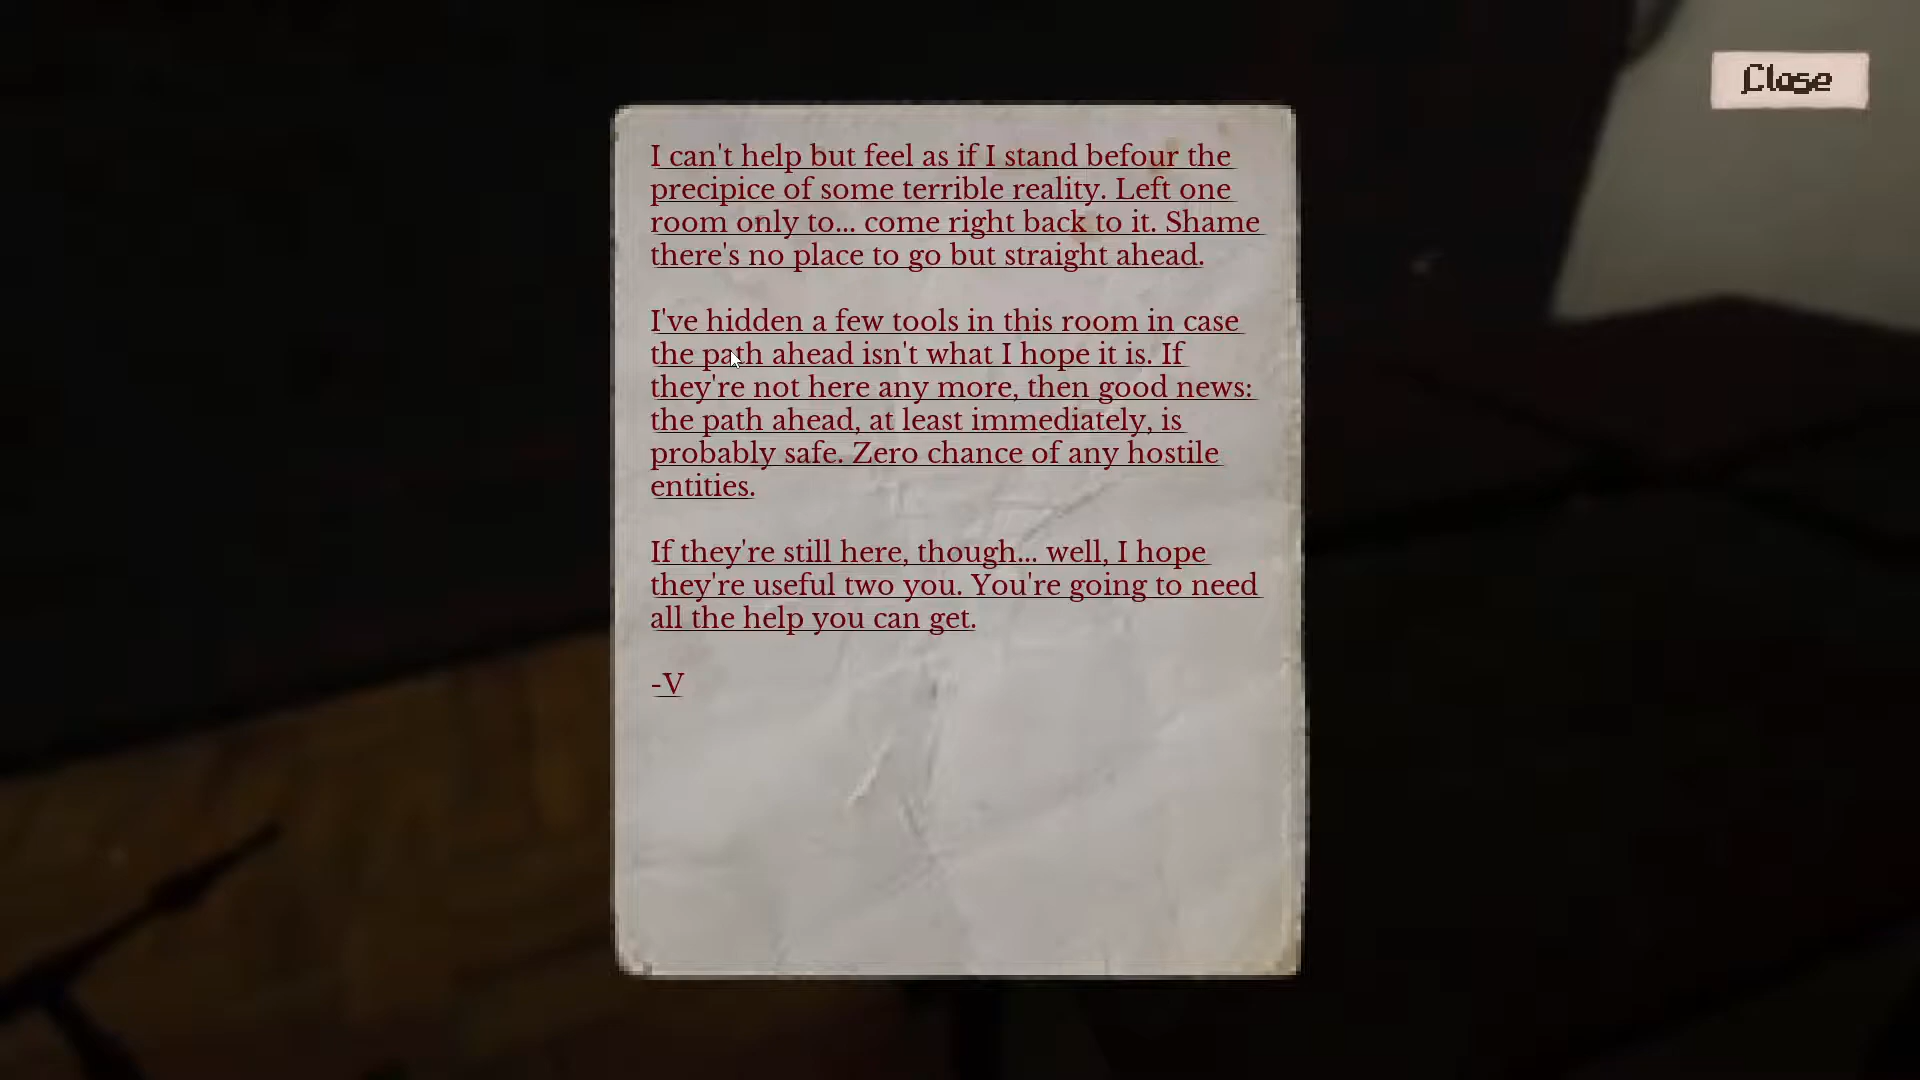 Close
I can't help but feel as if I stand befour the
precipice of some terrible reality. Left one
room only to... come right back to it. Shame
there's no place to go but straight ahead.
I've hidden a few tools in this room in case
the path ahead isn't what I hope it is. If
they're not here any more, then good news:
the path ahead, at least immediately, is
probably safe. Zero chance of any hostile
entities.
If they're still here, though... well, I hope
they're useful two you. You're going to need
all the help you can get.
-V